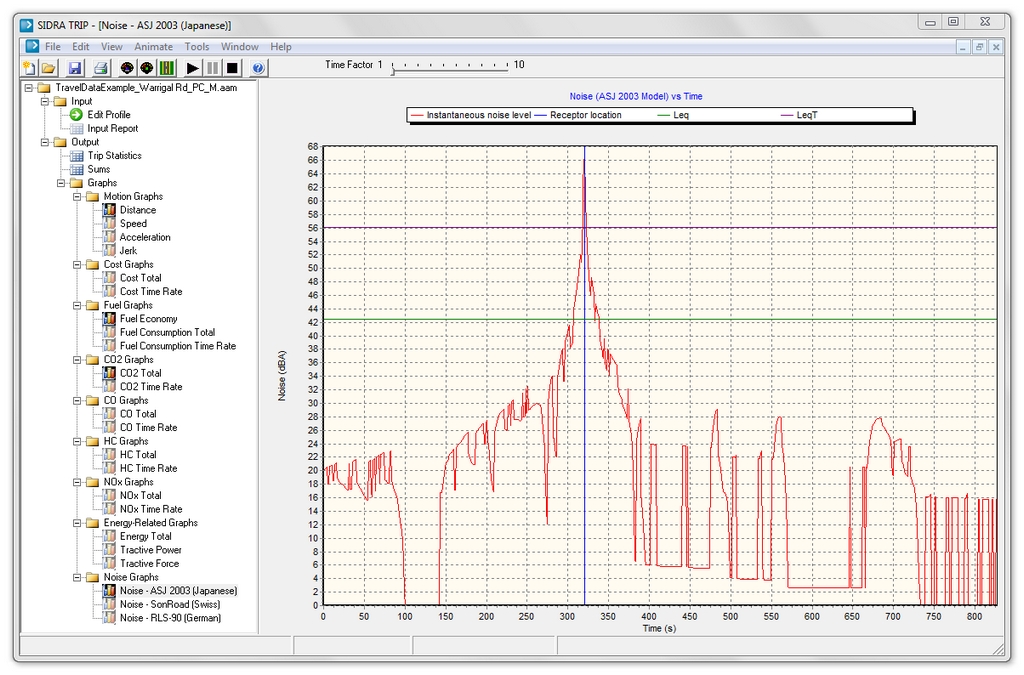 SIDRA TRIP - [Noise - ASJ 2003 (Japanese)]
File Edit View Animate Tools Window Help
Time Factor 1 10
TravelDataExample_Warrigal Rd_PC_M.aam
Input
Edit Profile
Input Report
Output
Trip Statistics
Sums
Graphs
Motion Graphs
Distance
Speed
Acceleration
Jerk
Cost Graphs
Cost Total
Cost Time Rate
Fuel Graphs
Fuel Economy
Fuel Consumption Total
Fuel Consumption Time Rate
CO2 Graphs
CO2 Total
CO2 Time Rate
CO Graphs
CO Total
CO Time Rate
HC Graphs
HC Total
HC Time Rate
NOx Graphs
NOx Total
NOx Time Rate
Energy-Related Graphs
Energy Total
Tractive Power
Tractive Force
Noise Graphs
Noise - ASJ 2003 (Japanese)
Noise - SonRoad (Swiss)
Noise - RLS-90 (German)
Noise (ASJ 2003 Model) vs Time
Instantaneous noise level Receptor location Leq LeqT
68
66
64
62
60
58
56
54
52
50
48
46
44
42
40
38
36
34
32
30
28
26
24
22
20
18
16
14
12
10
8
6
4
2
0
Noise (dBA)
0 50 100 150 200 250 300 350 400 450 500 550 600 650 700 750 800
Time (s)